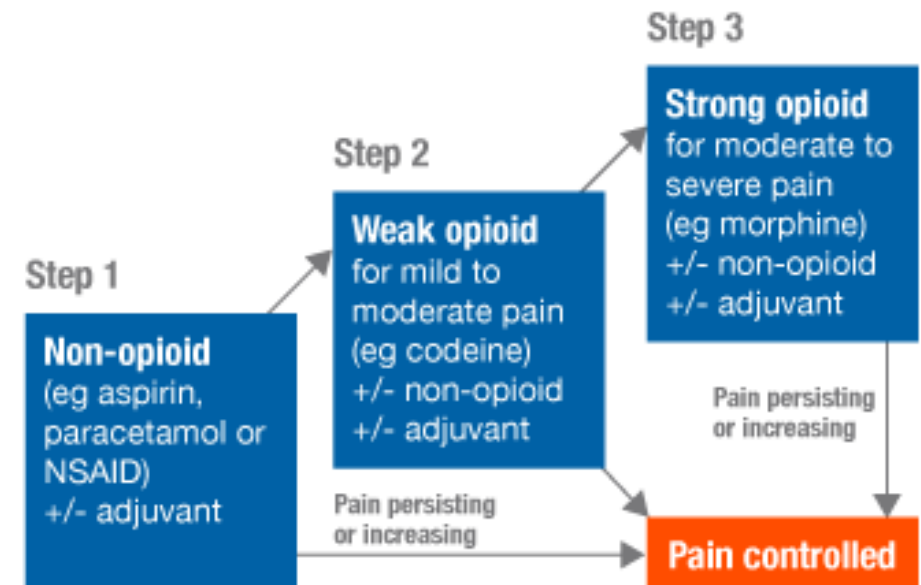 Step 1
Non-opioid
(eg aspirin,
paracetamol or
NSAID)
+/- adjuvant
Step 2
Weak opioid
for mild to
moderate pain
(eg codeine)
+/- non-opioid
+/- adjuvant
Step 3
Strong opioid
for moderate to
severe pain
(eg morphine)
+/- non-opioid
+/- adjuvant
Pain persisting
or increasing
Pain persisting
or increasing
Pain controlled